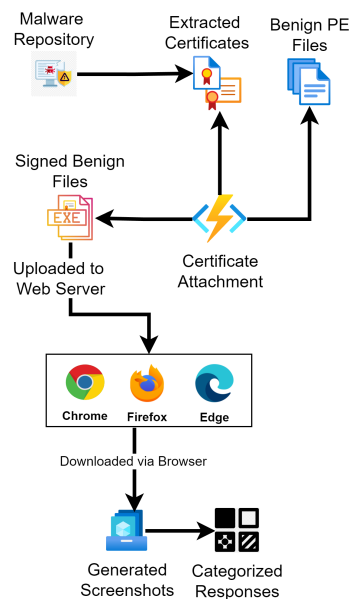 Malware
Repository
Extracted
Certificates
Benign PE
Files
Signed Benign
Files
EXE
Certificate
Attachment
Uploaded to
Web Server
Chrome
Firefox
Edge
Downloaded via Browser
Generated
Screenshots
Categorized
Responses